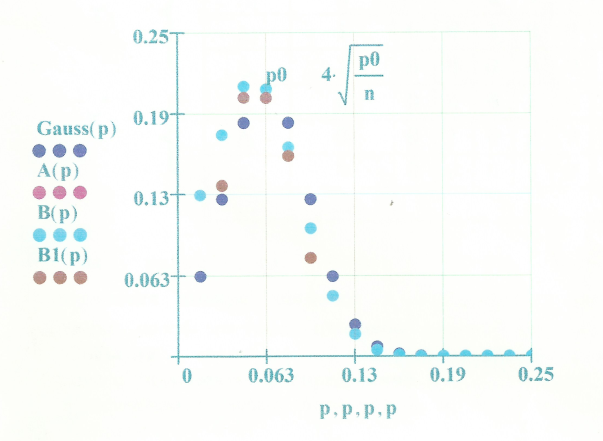 0.25
p0
4·√(p0/n)
0.19
Gauss(p)
A(p)
0.13
B(p)
B1(p)
0.063
0 0.063 0.13 0.19 0.25
p,p,p,p